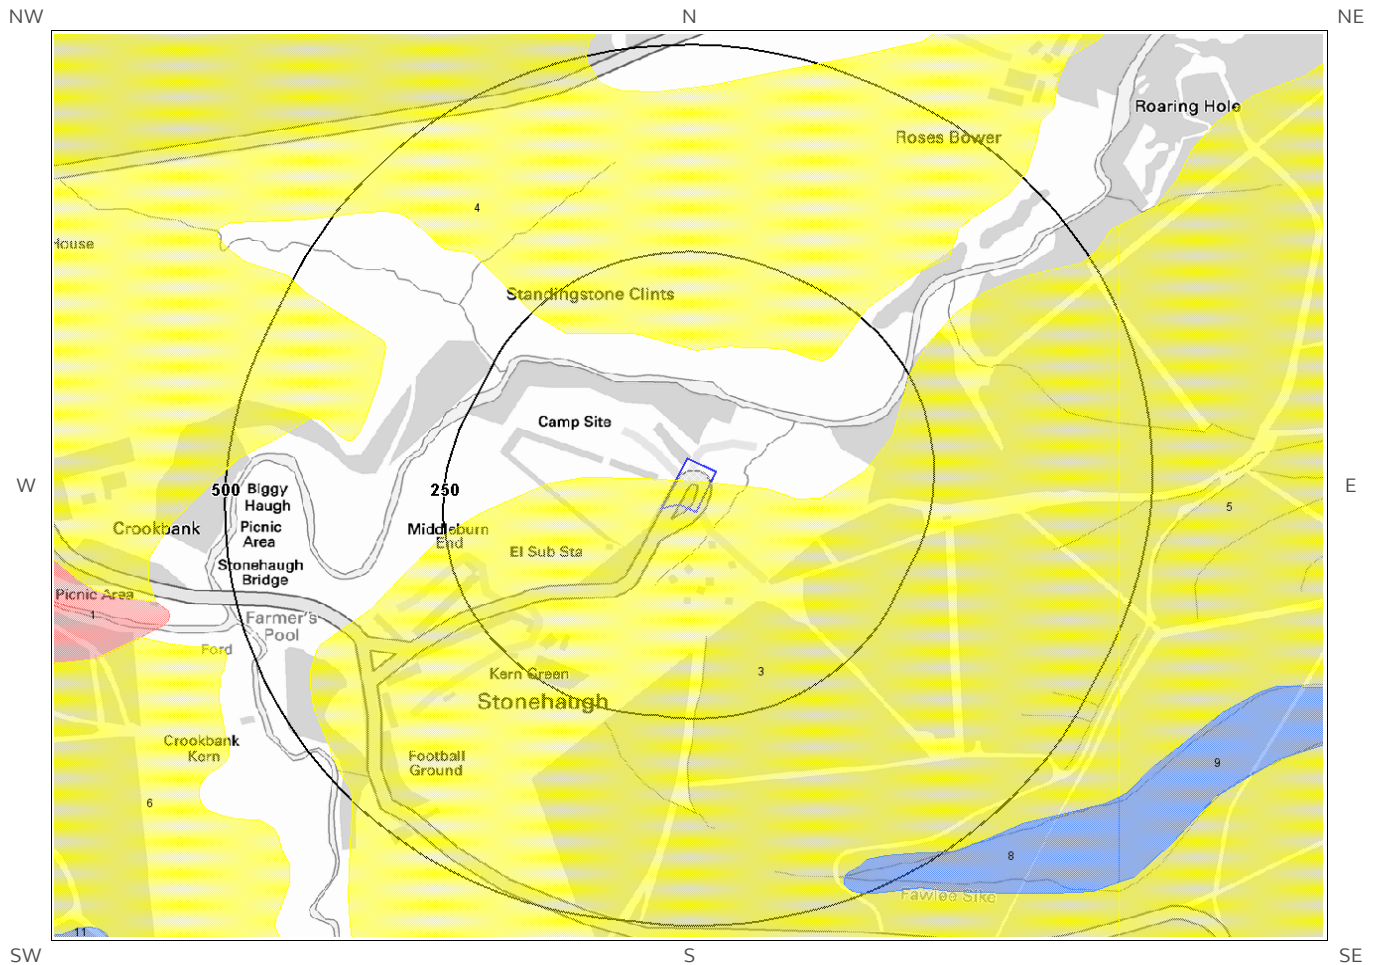 NW
N
NE
Roaring Hole
Roses Bower
4
House
Standingstone Clints
Camp Site
W
E
500
Biggy
Haugh
250
5
Crookbank
Picnic
Area
Middleburn
End
El Sub Sta
Stonehaugh
Bridge
Picnic Area
1
Farmer's
Pool
Ford
Kern Green
3
Stonehaugh
Crookbank
Kern
Football
Ground
9
6
8
Fawlee Sike
11
SW
S
SE